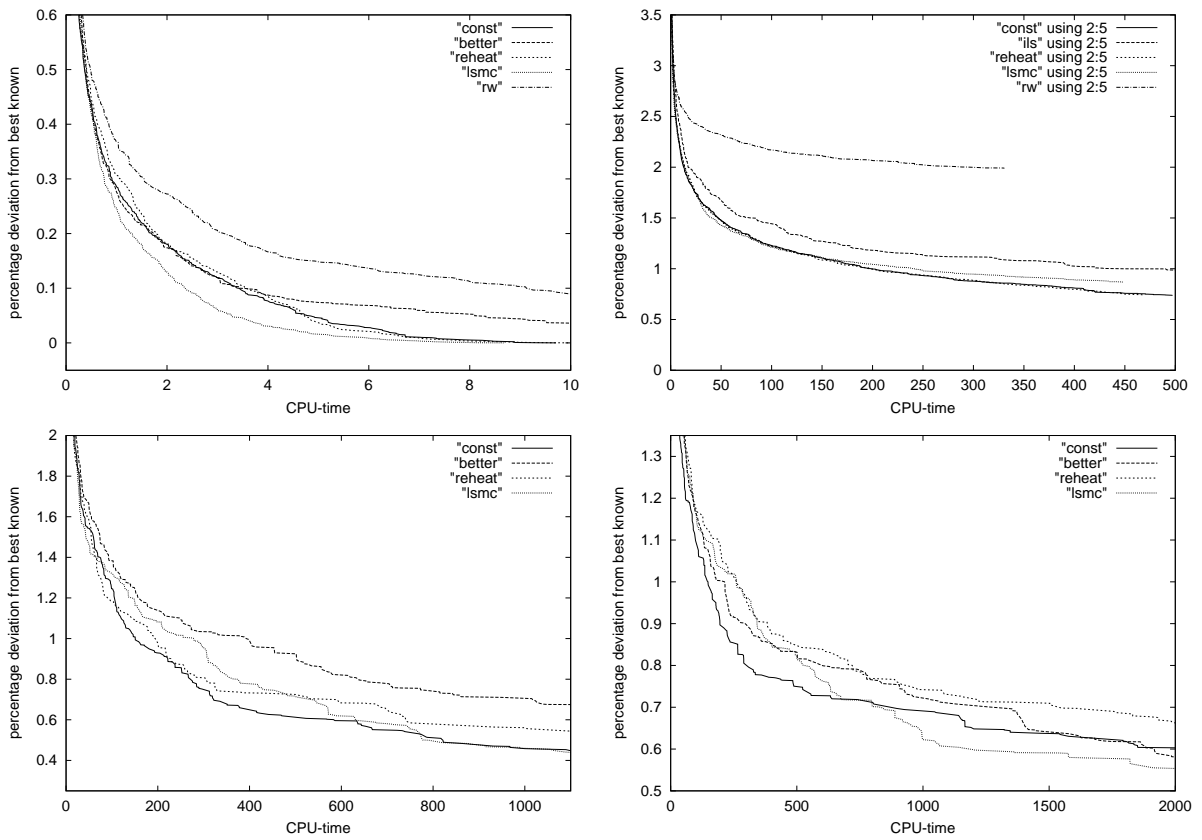 percentage deviation from best known
0.6
0.5
0.4
0.3
0.2
0.1
0
0 2 4 6 8 10
CPU-time
"const"
"better"
"reheat"
"lsmc"
"rw"
percentage deviation from best known
3.5
3
2.5
2
1.5
1
0.5
0
0 50 100 150 200 250 300 350 400 450 500
CPU-time
"const" using 2:5
"ils" using 2:5
"reheat" using 2:5
"lsmc" using 2:5
"rw" using 2:5
percentage deviation from best known
2
1.8
1.6
1.4
1.2
1
0.8
0.6
0.4
0 200 400 600 800 1000
CPU-time
"const"
"better"
"reheat"
"lsmc"
percentage deviation from best known
1.3
1.2
1.1
1
0.9
0.8
0.7
0.6
0.5
0 500 1000 1500 2000
CPU-time
"const"
"better"
"reheat"
"lsmc"